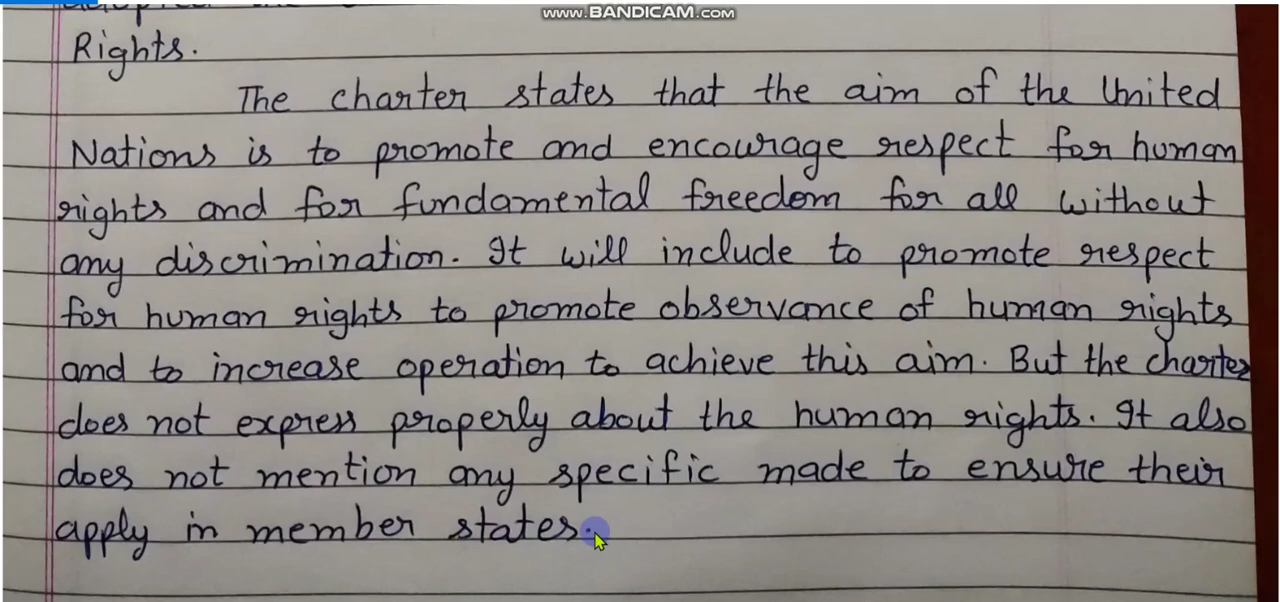 WWW.BANDICAM.COM
Rights.
The charter states that the aim of the United
Nations is to promote and encourage respect for human
rights and for fundamental freedom for all without
any discrimination. It will include to promote respect
for human rights to promote observance of human rights
and to increase operation to achieve this aim. But the charter
does not express properly about the human rights. It also
does not mention any specific made to ensure their
apply in member states.